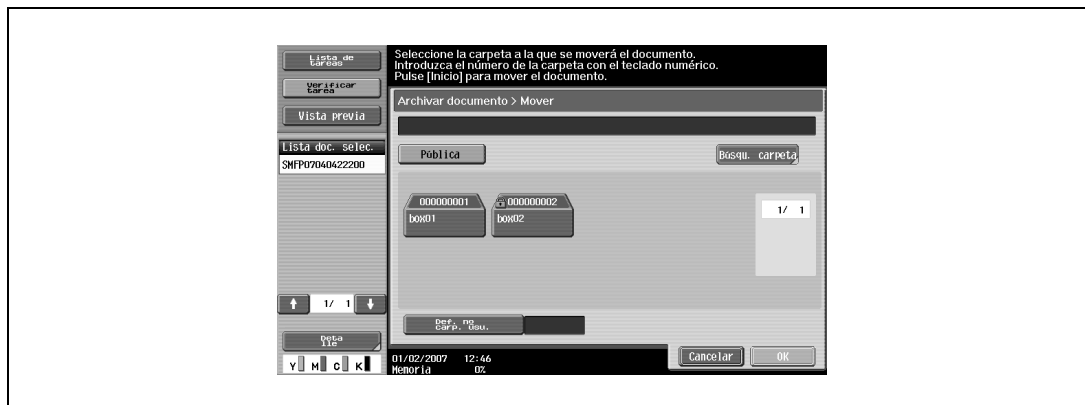 Lista de
tareas
Verificar
tarea
Vista previa
Lista doc. selec.
SMFP07040422200
1/ 1
Deta
lle
Y M C K
Seleccione la carpeta a la que se moverá el documento.
Introduzca el número de la carpeta con el teclado numérico.
Pulse [Inicio] para mover el documento.
Archivar documento > Mover
Pública
Búsqu. carpeta
000000001
box01
000000002
box02
1/ 1
Def. nº
carp. usu.
01/02/2007 12:46
Memoria 0%
Cancelar
OK